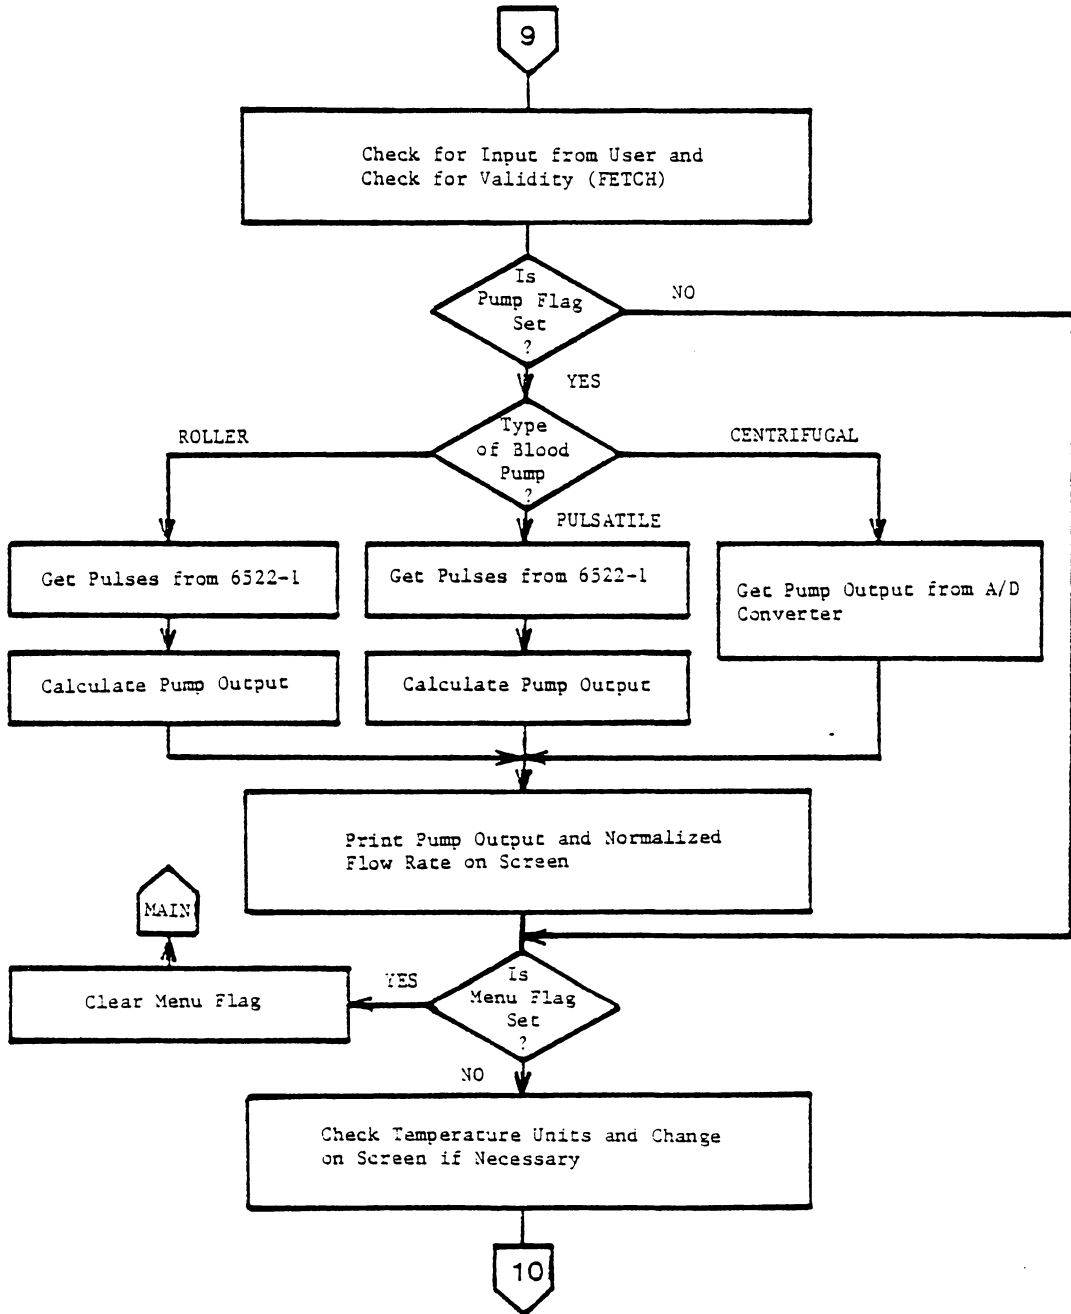 9
Check for Input from User and
Check for Validity (FETCH)
Is
Pump Flag
Set
?
NO
YES
Type
of Blood
Pump
?
ROLLER
CENTRIFUGAL
PULSATILE
Get Pulses from 6522-1
Get Pulses from 6522-1
Get Pump Output from A/D
Converter
Calculate Pump Output
Calculate Pump Output
Print Pump Output and Normalized
Flow Rate on Screen
MAIN
Clear Menu Flag
YES
Is
Menu Flag
Set
?
NO
Check Temperature Units and Change
on Screen if Necessary
10